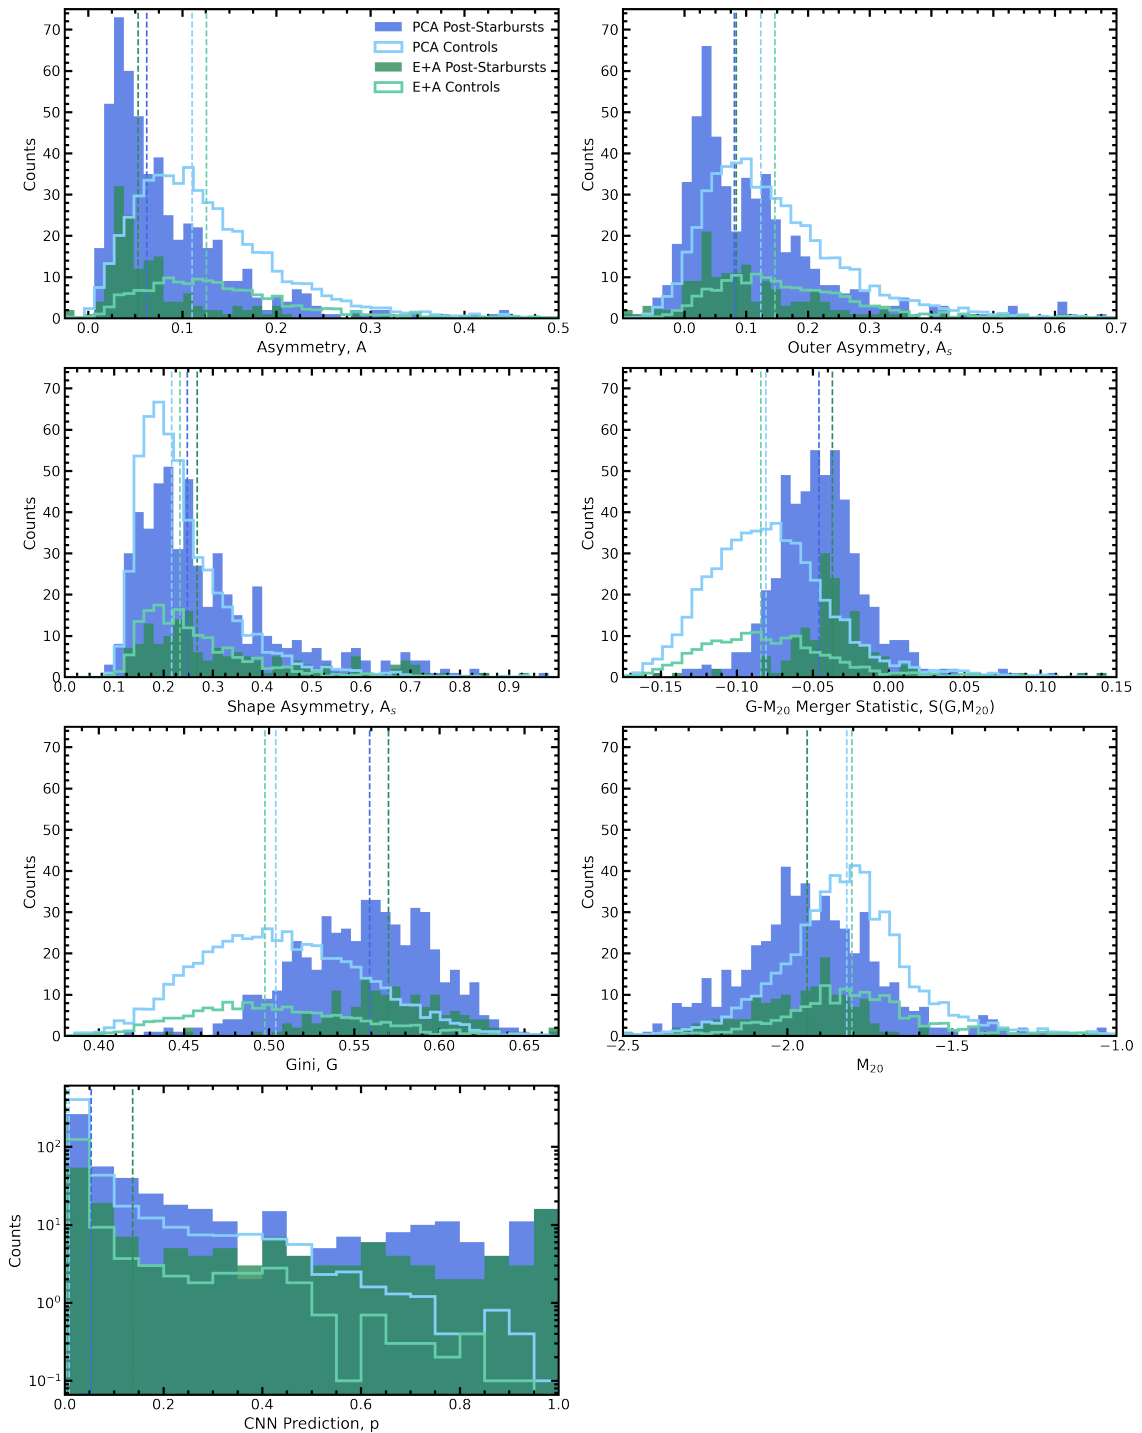 PCA Post-Starbursts
PCA Controls
E+A Post-Starbursts
E+A Controls
70
60
50
40
30
20
10
0
Counts
0.0 0.1 0.2 0.3 0.4 0.5
Asymmetry, A
70
60
50
40
30
20
10
0
Counts
0.0 0.1 0.2 0.3 0.4 0.5 0.6 0.7
Outer Asymmetry, Aₛ
70
60
50
40
30
20
10
0
Counts
0.0 0.1 0.2 0.3 0.4 0.5 0.6 0.7 0.8 0.9
Shape Asymmetry, Aₛ
70
60
50
40
30
20
10
0
Counts
−0.15 −0.10 −0.05 0.00 0.05 0.10 0.15
G-M₂₀ Merger Statistic, S(G,M₂₀)
70
60
50
40
30
20
10
0
Counts
0.40 0.45 0.50 0.55 0.60 0.65
Gini, G
70
60
50
40
30
20
10
0
Counts
−2.5 −2.0 −1.5 −1.0
M₂₀
10²
10¹
10⁰
10⁻¹
Counts
0.0 0.2 0.4 0.6 0.8 1.0
CNN Prediction, p